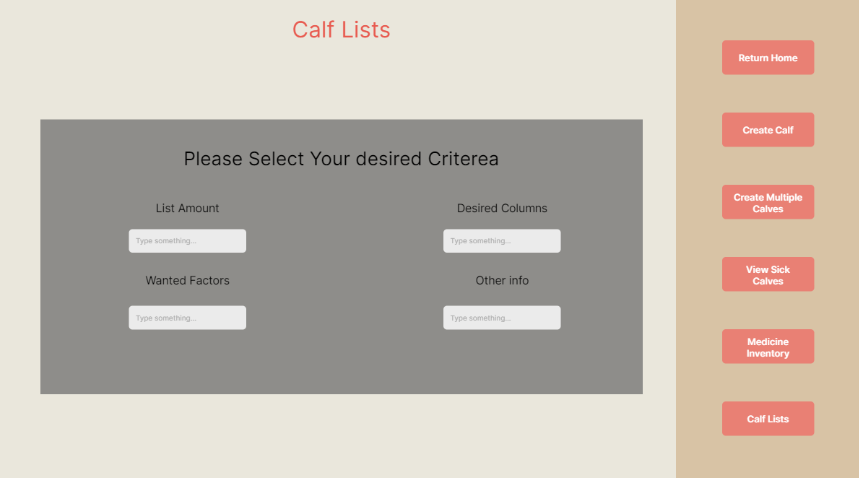 Calf Lists
Please Select Your desired Criterea
List Amount
Desired Columns
Type something...
Type something...
Wanted Factors
Other info
Type something...
Type something...
Return Home
Create Calf
Create Multiple
Calves
View Sick
Calves
Medicine
Inventory
Calf Lists